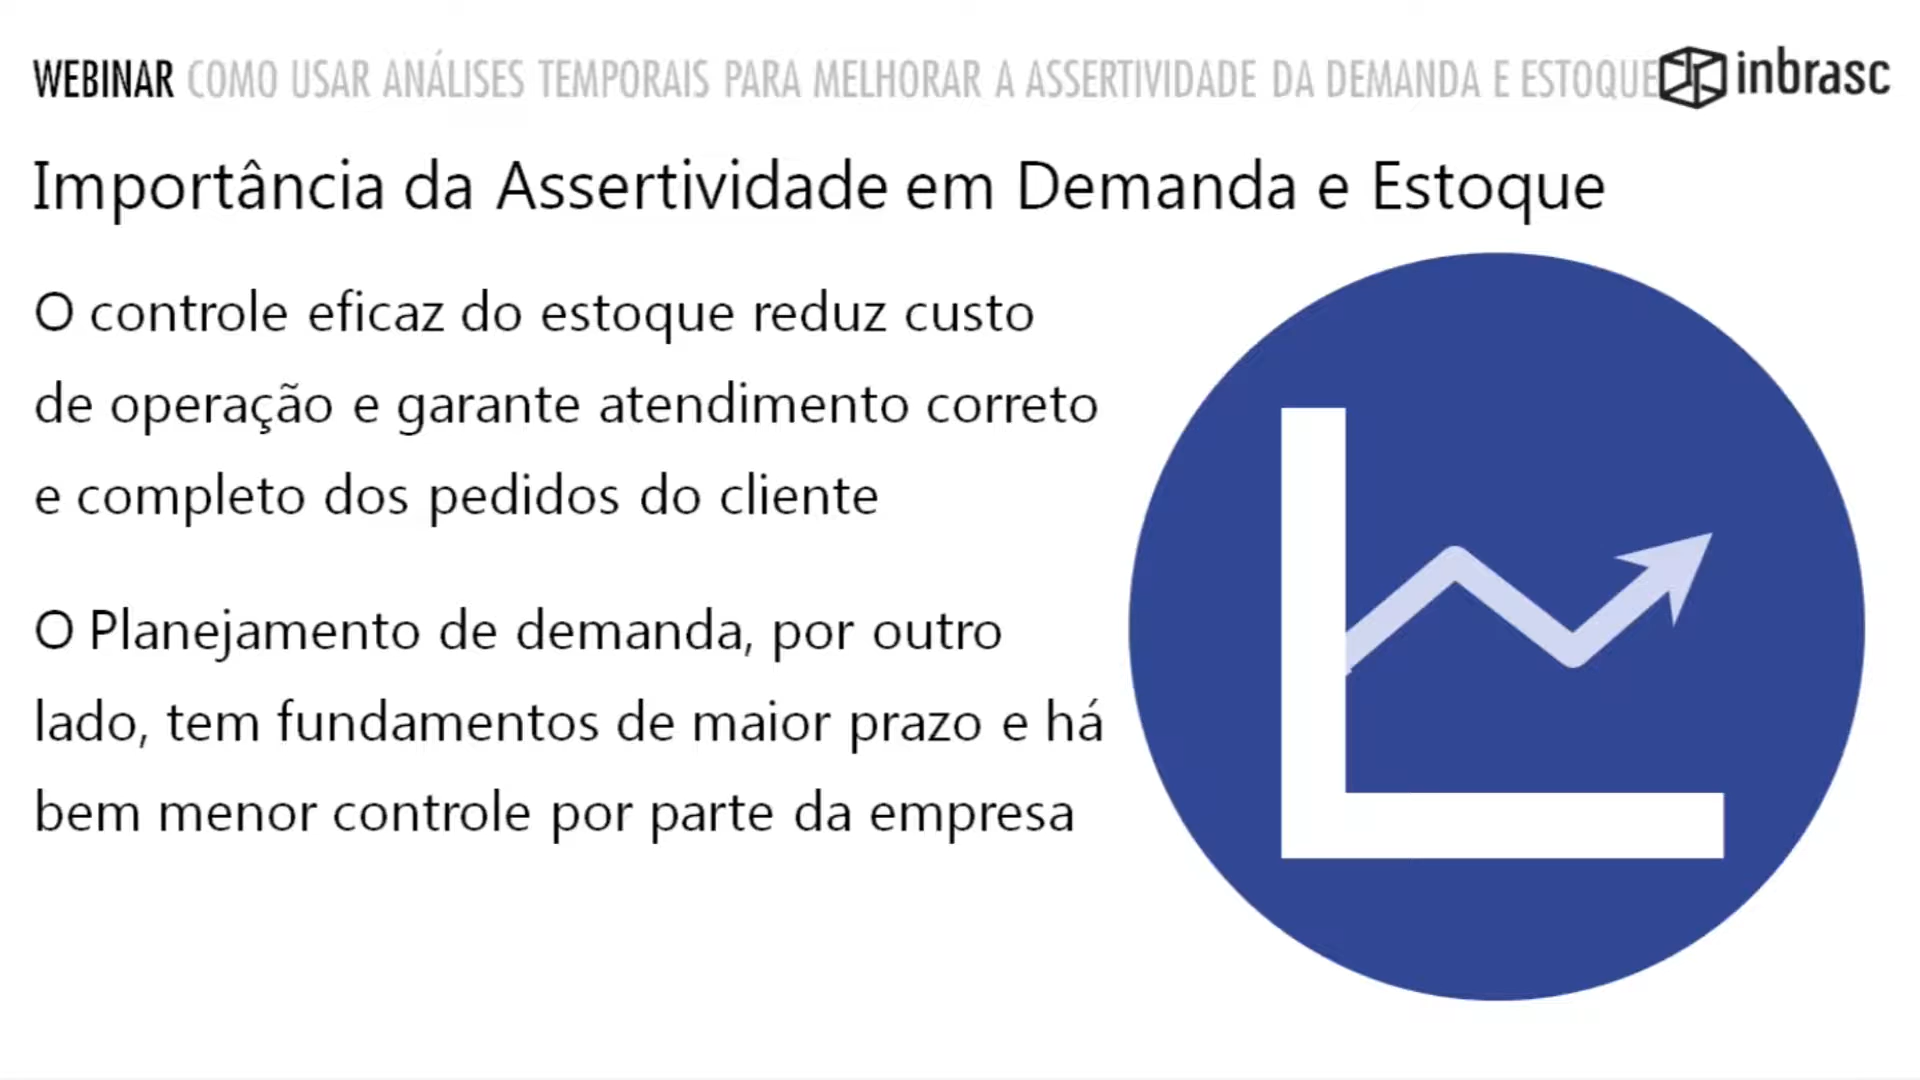 WEBINAR COMO USAR ANÁLISES TEMPORAIS PARA MELHORAR A ASSERTIVIDADE DA DEMANDA E ESTOQUE inbrasc
Importância da Assertividade em Demanda e Estoque
O controle eficaz do estoque reduz custo
de operação e garante atendimento correto
e completo dos pedidos do cliente
O Planejamento de demanda, por outro
lado, tem fundamentos de maior prazo e há
bem menor controle por parte da empresa